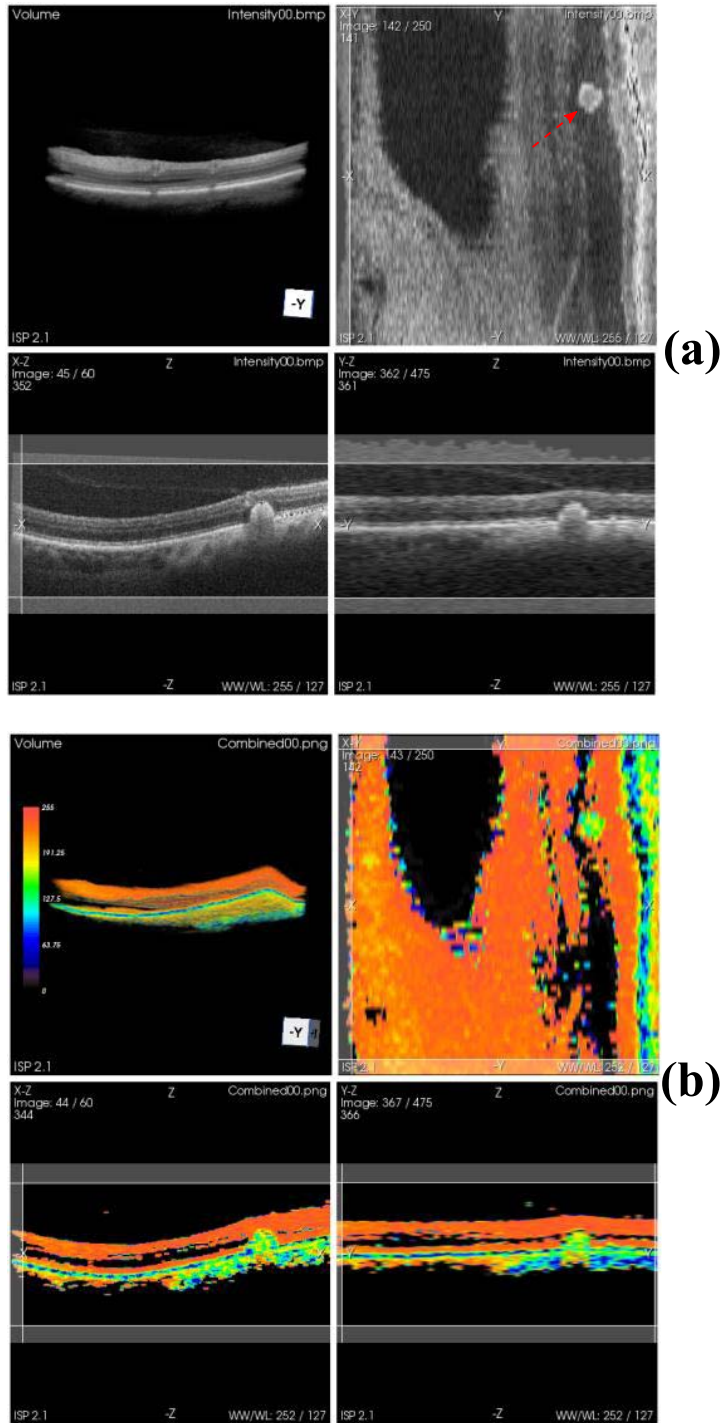 Volume
Intensity00.bmp
-Y
ISP 2.1
X-Y
Intensity03.bmp
Image: 142 / 250
141
Y
-X
X
-Y
ISP 2.1
WW/WL: 255 / 127
(a)
X-Z
Z
Intensity00.bmp
Image: 45 / 60
352
-X
X
ISP 2.1
-Z
WW/WL: 255 / 127
Y-Z
Z
Intensity00.bmp
Image: 362 / 475
361
-Y
Y
ISP 2.1
-Z
WW/WL: 255 / 127
Volume
Combined00.png
255
191.25
127.5
63.75
0
-Y
ISP 2.1
X-Y
Y
Combined00.png
Image: 143 / 250
142
-X
X
-Y
ISP 2.1
WW/WL: 252 / 127
(b)
X-Z
Z
Combined00.png
Image: 44 / 60
344
-X
X
ISP 2.1
-Z
WW/WL: 252 / 127
Y-Z
Z
Combined00.png
Image: 367 / 475
366
-Y
Y
ISP 2.1
-Z
WW/WL: 252 / 127